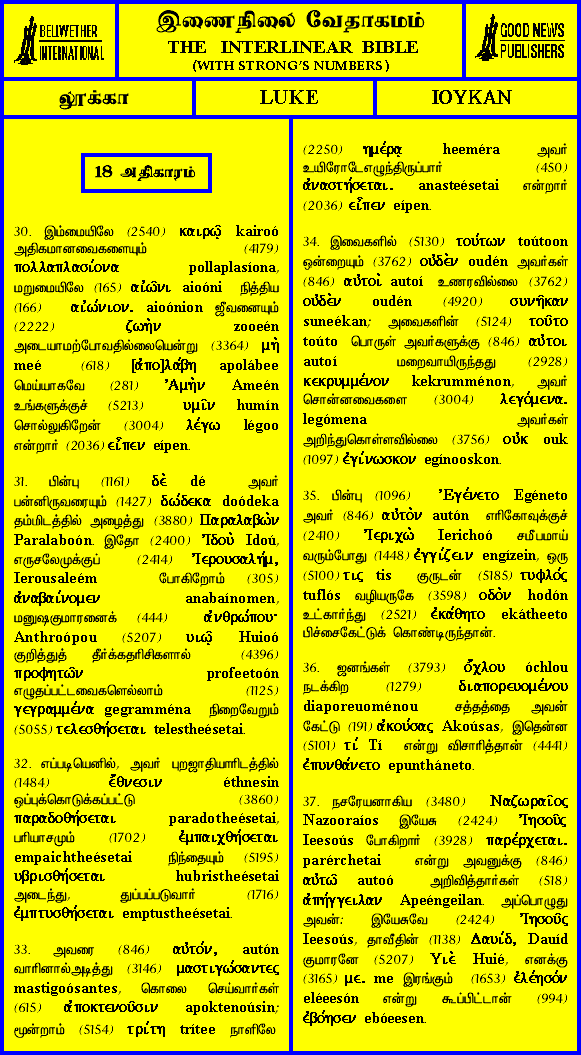 BELLWETHER
INTERNATIONAL
இணைநிலை வேதாகமம்
THE INTERLINEAR BIBLE
(WITH STRONG'S NUMBERS)
GOOD NEWS
PUBLISHERS
லூக்கா
LUKE
ΙΟΥΚΑΝ
18 அதிகாரம்
30. இம்மையிலே (2540) καιρῷ kairoó
அதிகமானவைகளையும் (4179)
πολλαπλασίονα pollaplasíona,
மறுமையிலே (165) αἰῶνι aioóni நித்திய
(166) αἰώνιον. aioónion ஜீவனையும்
(2222) ζωὴν zooeén
அடையாமற்போவதில்லையென்று (3364) μὴ
meé (618) [ἀπο]λάβη apolábee
மெய்யாகவே (281) Ἀμὴν Ameén
உங்களுக்குச் (5213) υμῖν humín
சொல்லுகிறேன் (3004) λέγω légoo
என்றார் (2036) εἶπεν eípen.
31. பின்பு (1161) δὲ dé அவர்
பன்னிருவரையும் (1427) δώδεκα doódeka
தம்மிடத்தில் அழைத்து (3880) Παραλαβὼν
Paralaboón. இதோ (2400) Ἰδοὺ Idoú,
எருசலேமுக்குப் (2414) Ἰερουσαλήμ,
Ierousaleém போகிறோம் (305)
ἀναβαίνομεν anabaínomen,
மனுஷகுமாரனைக் (444) ἀνθρώπου·
Anthroópou (5207) υιῷ Huioó
குறித்துத் தீர்க்கதரிசிகளால் (4396)
προφητῶν profeetoón
எழுதப்பட்டவைகளெல்லாம் (1125)
γεγραμμένα gegramména நிறைவேறும்
(5055) τελεσθήσεται telestheésetai.
32. எப்படியெனில், அவர் புறஜாதியாரிடத்தில்
(1484) ἔθνεσιν éthnesin
ஒப்புக்கொடுக்கப்பட்டு (3860)
παραδοθήσεται paradotheésetai,
பரியாசமும் (1702) ἐμπαιχθήσεται
empaichtheésetai நிந்தையும் (5195)
υβρισθήσεται hubristheésetai
அடைந்து, துப்பப்படுவார் (1716)
ἐμπτυσθήσεται emptustheésetai.
33. அவரை (846) αὐτόν, autón
வாரினால்அடித்து (3146) μαστιγώσαντες
mastigoósantes, கொலை செய்வார்கள்
(615) ἀποκτενοῦσιν apoktenoúsin;
மூன்றாம் (5154) τρίτη trítee நாளிலே
(2250) ημέρᾳ heeméra அவர்
உயிரோடேஎழுந்திருப்பார் (450)
ἀναστήσεται. anasteésetai என்றார்
(2036) εἶπεν eípen.
34. இவைகளில் (5130) τούτων toútoon
ஒன்றையும் (3762) οὐδὲν oudén அவர்கள்
(846) αὐτοὶ autoí உணரவில்லை (3762)
οὐδὲν oudén (4920) συνῆκαν
suneékan; அவைகளின் (5124) τοῦτο
toúto பொருள் அவர்களுக்கு (846) αὐτοι
autoí மறைவாயிருந்தது (2928)
κεκρυμμένον kekrumménon, அவர்
சொன்னவைகளை (3004) λεγόμενα.
legómena அவர்கள்
அறிந்துகொள்ளவில்லை (3756) οὐκ ouk
(1097) ἐγίνωσκον egínooskon.
35. பின்பு (1096) Ἐγένετο Egéneto
அவர் (846) αὐτὸν autón எரிகோவுக்குச்
(2410) Ἰεριχὼ Ierichoó சமீபமாய்
வரும்போது (1448) ἐγγίζειν engízein, ஒரு
(5100) τις tis குருடன் (5185) τυφλός
tuflós வழியருகே (3598) οδὸν hodón
உட்கார்ந்து (2521) ἐκάθητο ekátheeto
பிச்சைகேட்டுக் கொண்டிருந்தான்.
36. ஜனங்கள் (3793) ὄχλου óchlou
நடக்கிற (1279) διαπορευομένου
diaporeuoménou சத்தத்தை அவன்
கேட்டு (191) ἀκούσας Akoúsas, இதென்ன
(5101) τί Tí என்று விசாரித்தான் (4441)
ἐπυνθάνετο epuntháneto.
37. நசரேயனாகிய (3480) Ναζωραῖος
Nazooraíos இயேசு (2424) Ἰησοῦς
Ieesoús போகிறார் (3928) παρέρχεται.
parérchetai என்று அவனுக்கு (846)
αὐτῶ autoó அறிவித்தார்கள் (518)
ἀπήγγειλαν Apeéngeilan. அப்பொழுது
அவன்: இயேசுவே (2424) Ἰησοῦς
Ieesoús, தாவீதின் (1138) Δαυίδ, Dauíd
குமாரனே (5207) Υιὲ Huié, எனக்கு
(3165) με. me இரங்கும் (1653) ἐλέησόν
eléeesón என்று கூப்பிட்டான் (994)
ἐβόησεν ebóeesen.